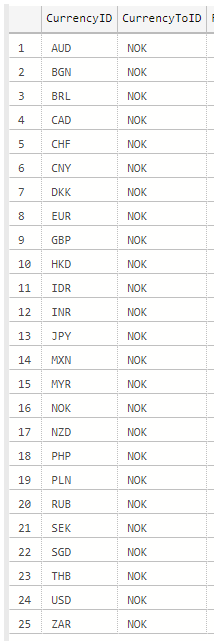 CurrencyID CurrencyToID
1 AUD NOK
2 BGN NOK
3 BRL NOK
4 CAD NOK
5 CHF NOK
6 CNY NOK
7 DKK NOK
8 EUR NOK
9 GBP NOK
10 HKD NOK
11 IDR NOK
12 INR NOK
13 JPY NOK
14 MXN NOK
15 MYR NOK
16 NOK NOK
17 NZD NOK
18 PHP NOK
19 PLN NOK
20 RUB NOK
21 SEK NOK
22 SGD NOK
23 THB NOK
24 USD NOK
25 ZAR NOK